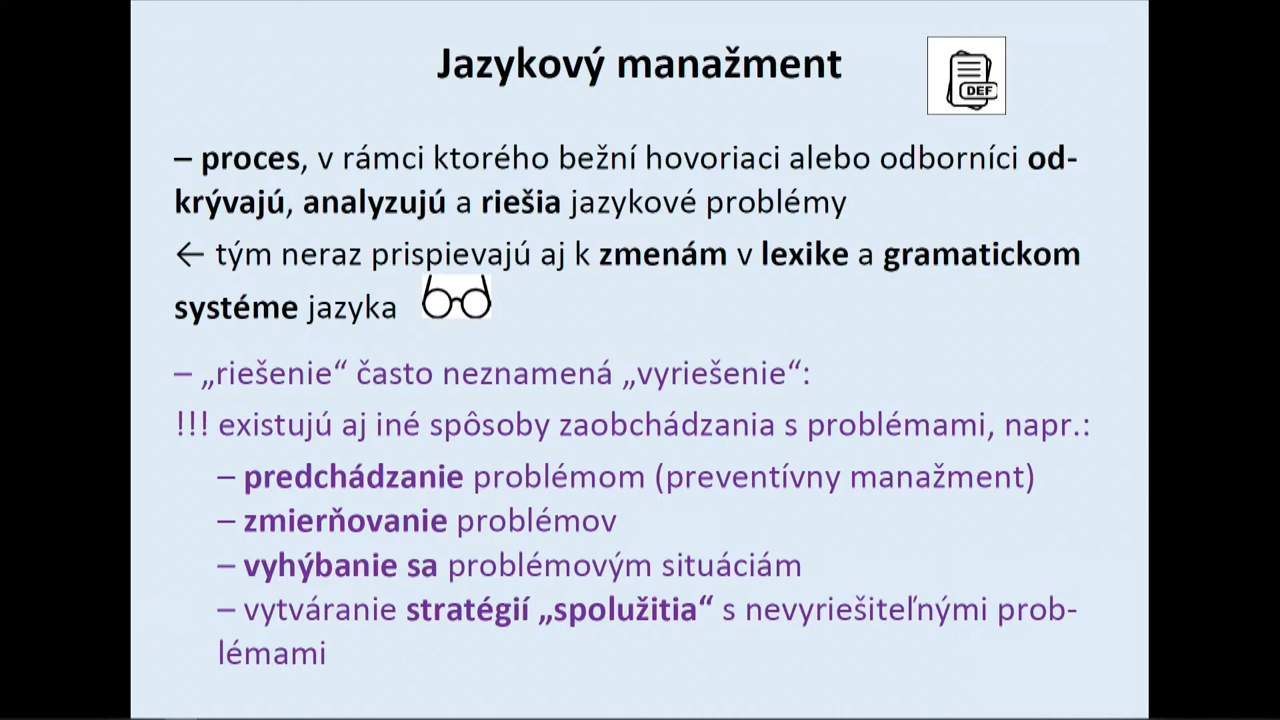 Jazykový manažment
DEF
– proces, v rámci ktorého bežní hovoriaci alebo odborníci od-
krývajú, analyzujú a riešia jazykové problémy
← tým neraz prispievajú aj k zmenám v lexike a gramatickom
systéme jazyka
– „riešenie“ často neznamená „vyriešenie“:
!!! existujú aj iné spôsoby zaobchádzania s problémami, napr.:
– predchádzanie problémom (preventívny manažment)
– zmierňovanie problémov
– vyhýbanie sa problémovým situáciám
– vytváranie stratégií „spolužitia“ s nevyriešiteľnými prob-
lémami